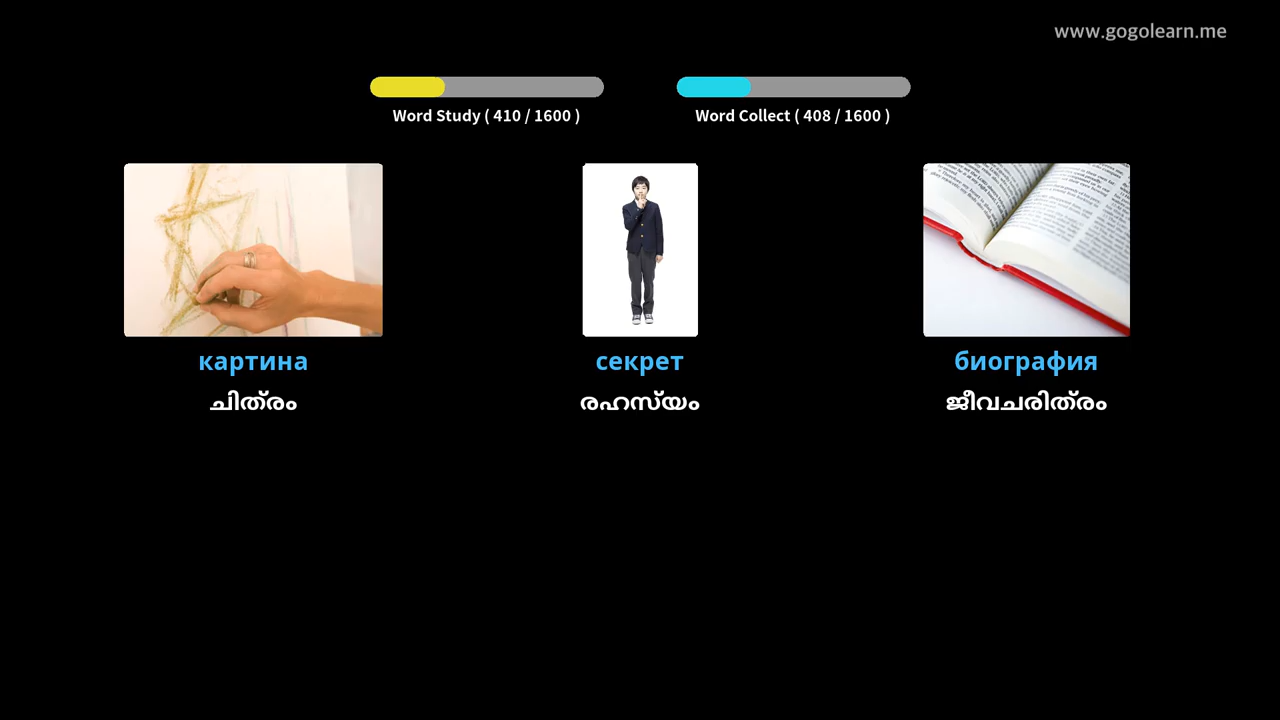 www.gogolearn.me
Word Study ( 410 / 1600 )
Word Collect ( 408 / 1600 )
картина
секрет
биография
ചിത്രം
രഹസ്യം
ജീവചരിത്രം